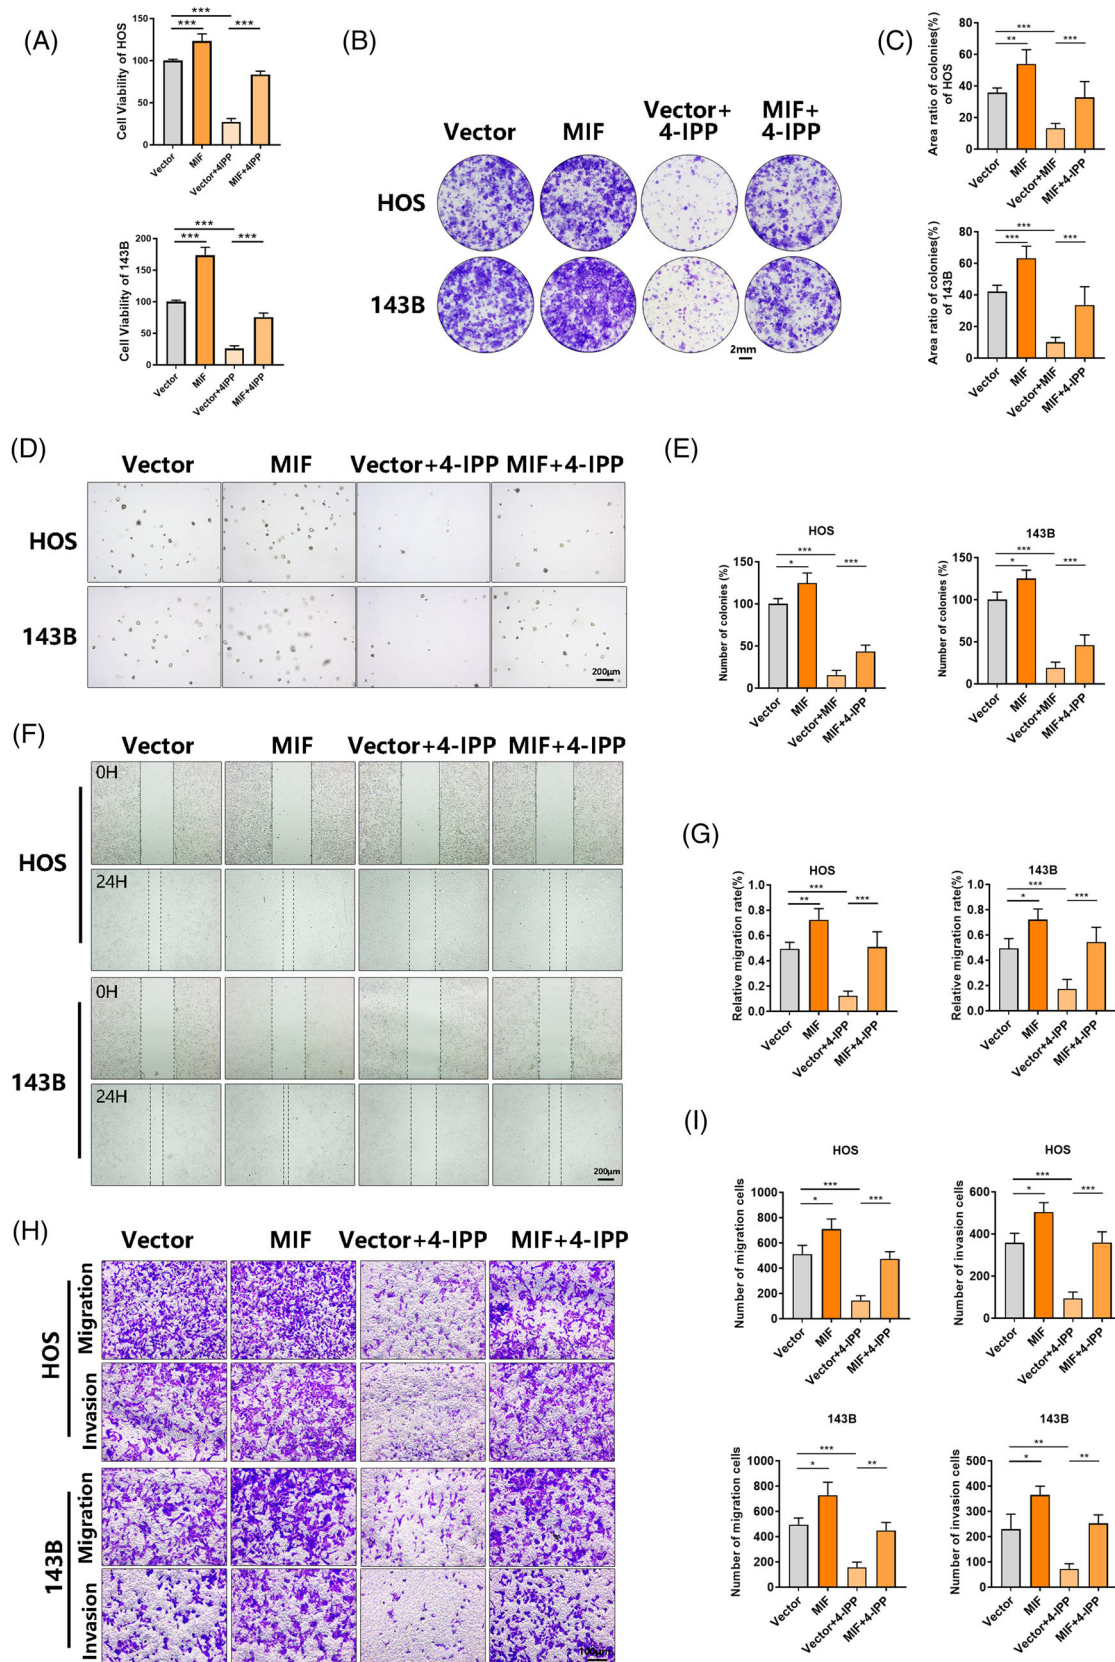 (A)
Cell Viability of HOS
150
100
50
0
***
***
***
Vector
MIF
Vector+4IPP
MIF+4IPP
Cell Viability of 143B
200
150
100
50
0
***
***
***
Vector
MIF
Vector+4IPP
MIF+4IPP
(B)
Vector
MIF
Vector+
4-IPP
MIF+
4-IPP
HOS
143B
2mm
(C)
Area ratio of colonies(%)
of HOS
80
60
40
20
0
***
**
***
Vector
MIF
Vector+MIF
MIF+4-IPP
Area ratio of colonies(%)
of 143B
80
60
40
20
0
***
***
***
Vector
MIF
Vector+MIF
MIF+4-IPP
(D)
Vector
MIF
Vector+4-IPP
MIF+4-IPP
HOS
143B
200μm
(E)
HOS
Number of colonies (%)
150
100
50
0
***
*
***
Vector
MIF
Vector+MIF
MIF+4-IPP
143B
Number of colonies (%)
150
100
50
0
***
*
***
Vector
MIF
Vector+MIF
MIF+4-IPP
(F)
Vector
MIF
Vector+4-IPP
MIF+4-IPP
HOS
0H
24H
143B
0H
24H
200μm
(G)
HOS
Relative migration rate(%)
1.0
0.8
0.6
0.4
0.2
0.0
***
**
***
Vector
MIF
Vector+4-IPP
MIF+4-IPP
143B
Relative migration rate(%)
1.0
0.8
0.6
0.4
0.2
0.0
***
*
***
Vector
MIF
Vector+4-IPP
MIF+4-IPP
(H)
Vector
MIF
Vector+4-IPP
MIF+4-IPP
HOS
Migration
Invasion
143B
Migration
Invasion
100μm
(I)
HOS
Number of migration cells
1000
800
600
400
200
0
***
*
***
Vector
MIF
Vector+4-IPP
MIF+4-IPP
HOS
Number of invasion cells
600
400
200
0
***
*
***
Vector
MIF
Vector+4-IPP
MIF+4-IPP
143B
Number of migration cells
1000
800
600
400
200
0
***
*
**
Vector
MIF
Vector+4-IPP
MIF+4-IPP
143B
Number of invasion cells
500
400
300
200
100
0
**
*
**
Vector
MIF
Vector+4-IPP
MIF+4-IPP